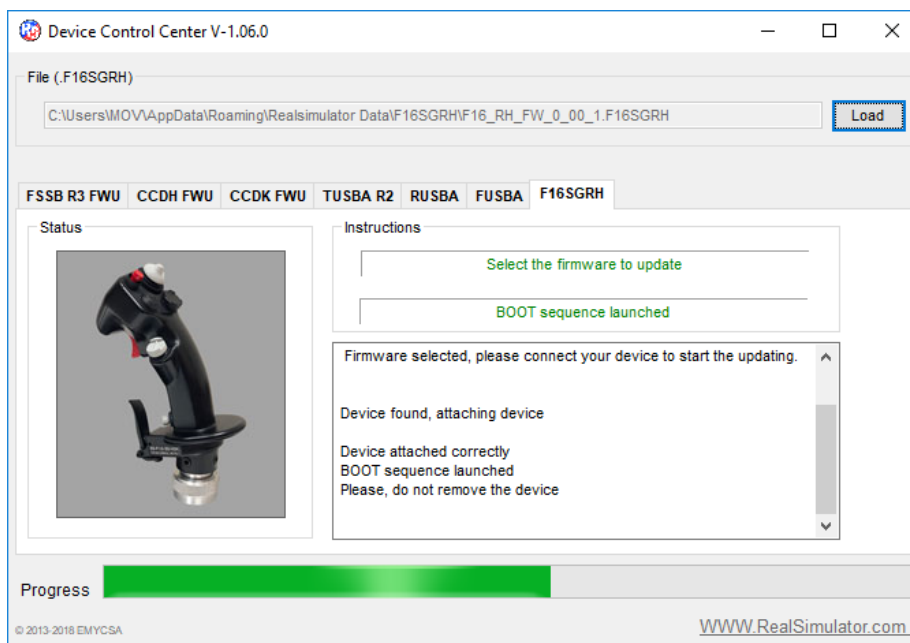 Device Control Center V-1.06.0
File (.F16SGRH)
C:\Users\MOV\AppData\Roaming\Realsimulator Data\F16SGRH\F16_RH_FW_0_00_1.F16SGRH
Load
FSSB R3 FWU CCDH FWU CCDK FWU TUSBA R2 RUSBA FUSBA F16SGRH
Status
Instructions
Select the firmware to update
BOOT sequence launched
Firmware selected, please connect your device to start the updating.
Device found, attaching device
Device attached correctly
BOOT sequence launched
Please, do not remove the device
Progress
© 2013-2018 EMYCSA
WWW.RealSimulator.com